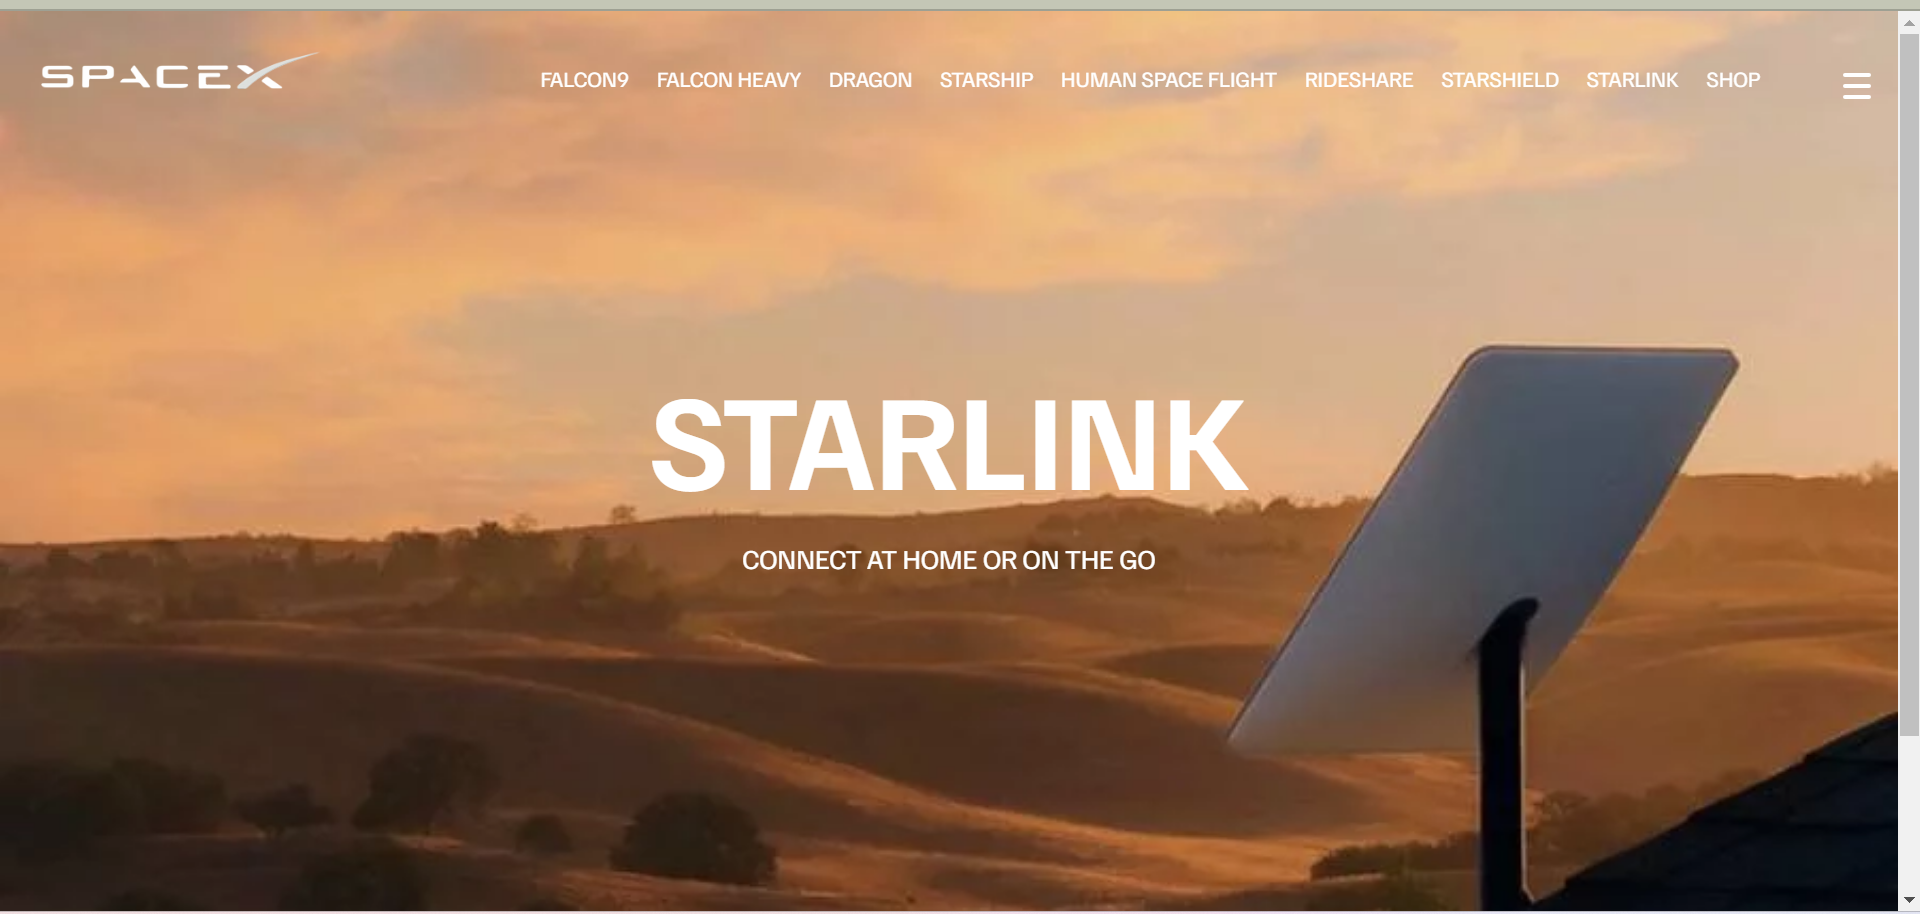 SPACEX
FALCON9 FALCON HEAVY DRAGON STARSHIP HUMAN SPACE FLIGHT RIDESHARE STARSHIELD STARLINK SHOP
STARLINK
CONNECT AT HOME OR ON THE GO